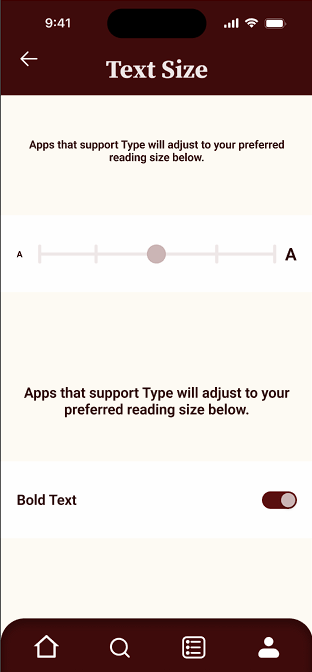 9:41
Text Size
Apps that support Type will adjust to your preferred
reading size below.
A
A
Apps that support Type will adjust to your
preferred reading size below.
Bold Text